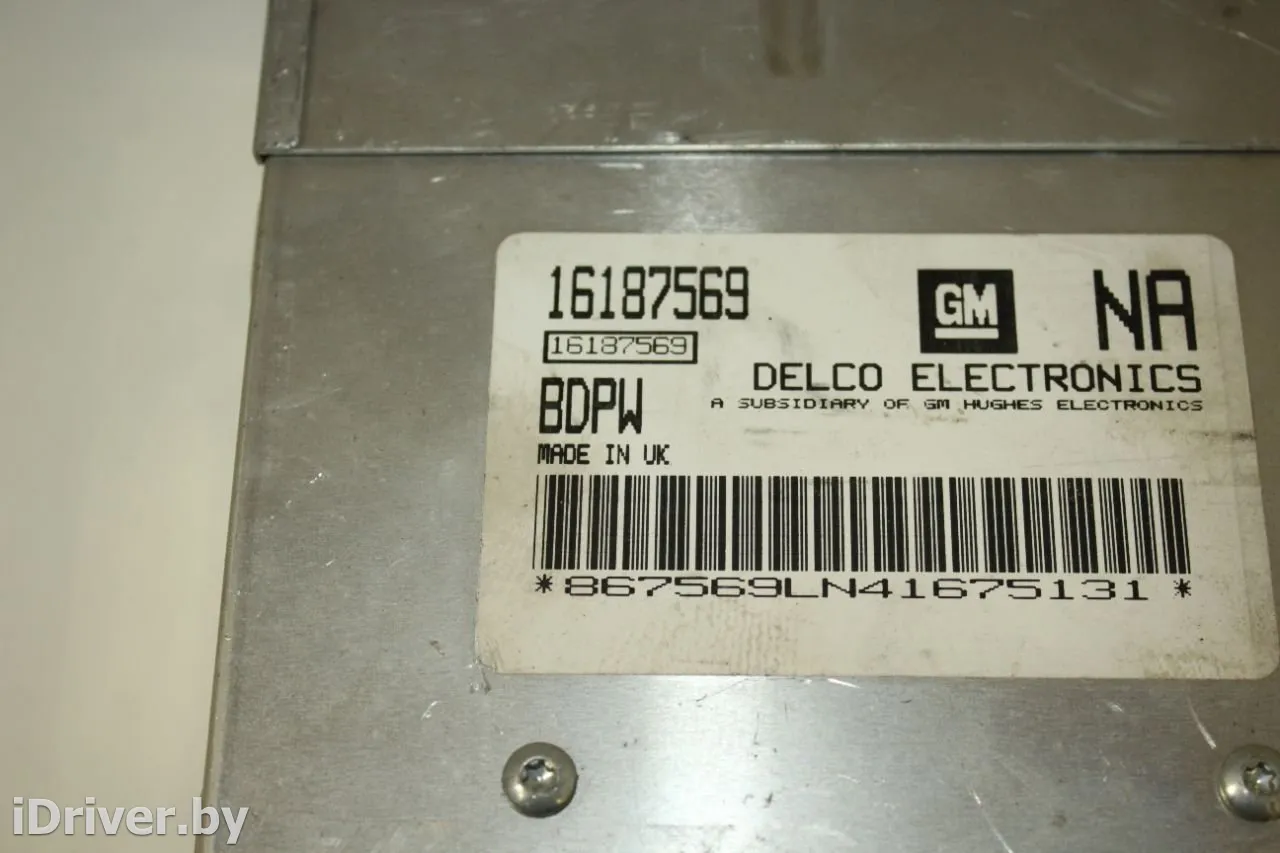 16187569
GM
NA
16187569
DELCO ELECTRONICS
BDPW
A SUBSIDIARY OF GM HUGHES ELECTRONICS
MADE IN UK
*867569LN41675131*
iDriver.by